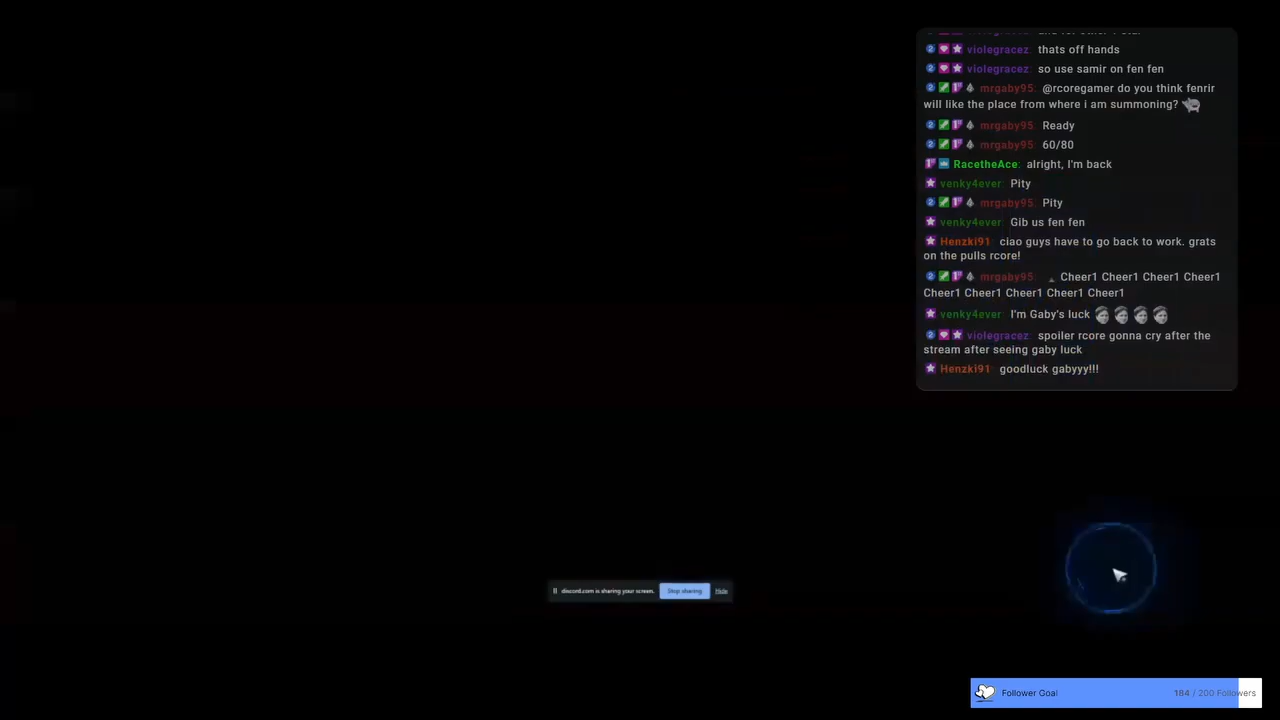 violegracez: thats off hands
violegracez: so use samir on fen fen
mrgaby95: @rcoregamer do you think fenrir
will like the place from where i am summoning?
mrgaby95: Ready
mrgaby95: 60/80
RacetheAce: alright, I'm back
venky4ever: Pity
mrgaby95: Pity
venky4ever: Gib us fen fen
Henzki91 ciao guys have to go back to work. grats
on the pulls rcore!
mrgaby95: Cheer1 Cheer1 Cheer1 Cheer1
Cheer1 Cheer1 Cheer1 Cheer1 Cheer1
venky4ever: I'm Gaby's luck
violegracez: spoiler rcore gonna cry after the
stream after seeing gaby luck
Henzki91 goodluck gabyyy!!!
discord.com is sharing your screen. Stop sharing Hide
Follower Goal 184 / 200 Followers